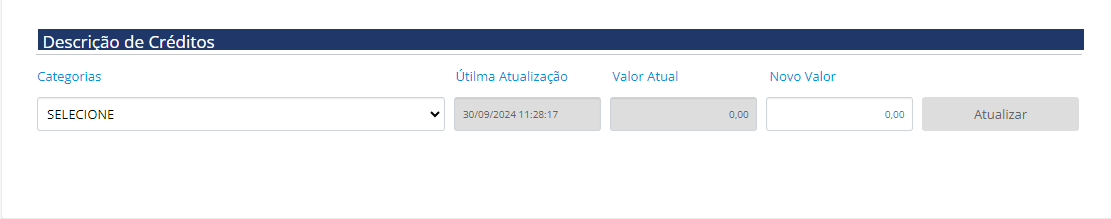 Descrição de Créditos
Categorias Útilma Atualização Valor Atual Novo Valor
SELECIONE 30/09/2024 11:28:17 0,00 0,00 Atualizar